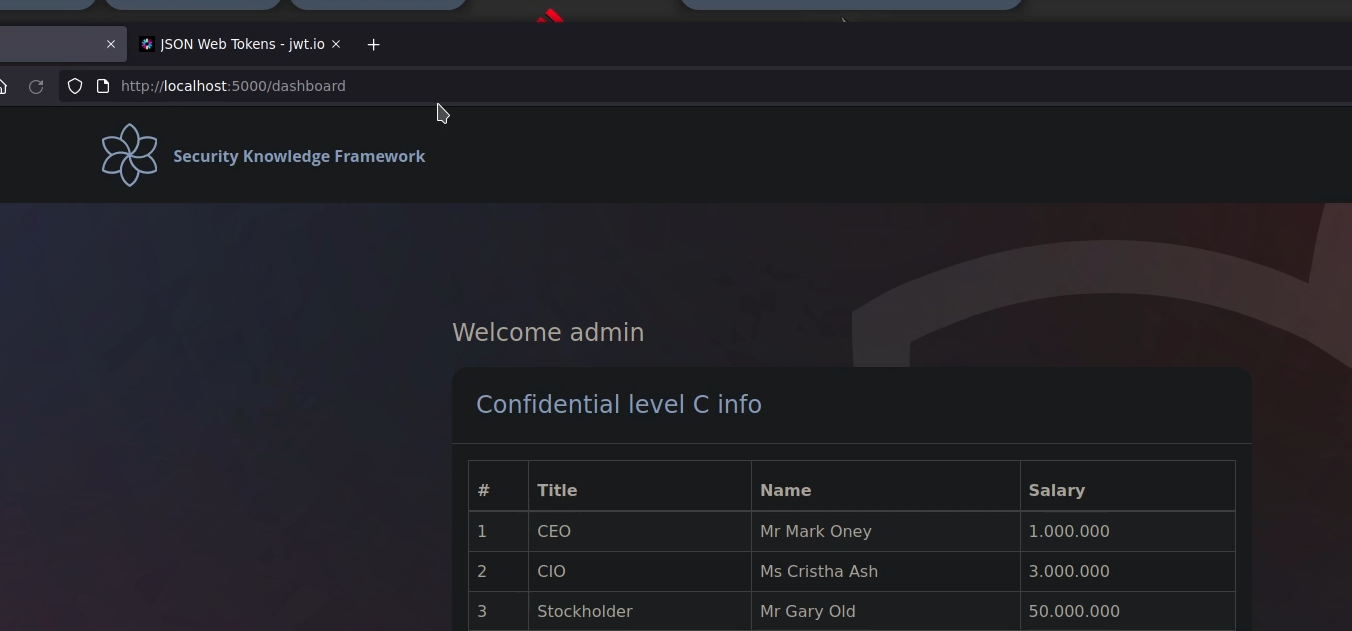 JSON Web Tokens - jwt.io
http://localhost:5000/dashboard
Security Knowledge Framework
Welcome admin
Confidential level C info
# Title Name Salary
1 CEO Mr Mark Oney 1.000.000
2 CIO Ms Cristha Ash 3.000.000
3 Stockholder Mr Gary Old 50.000.000